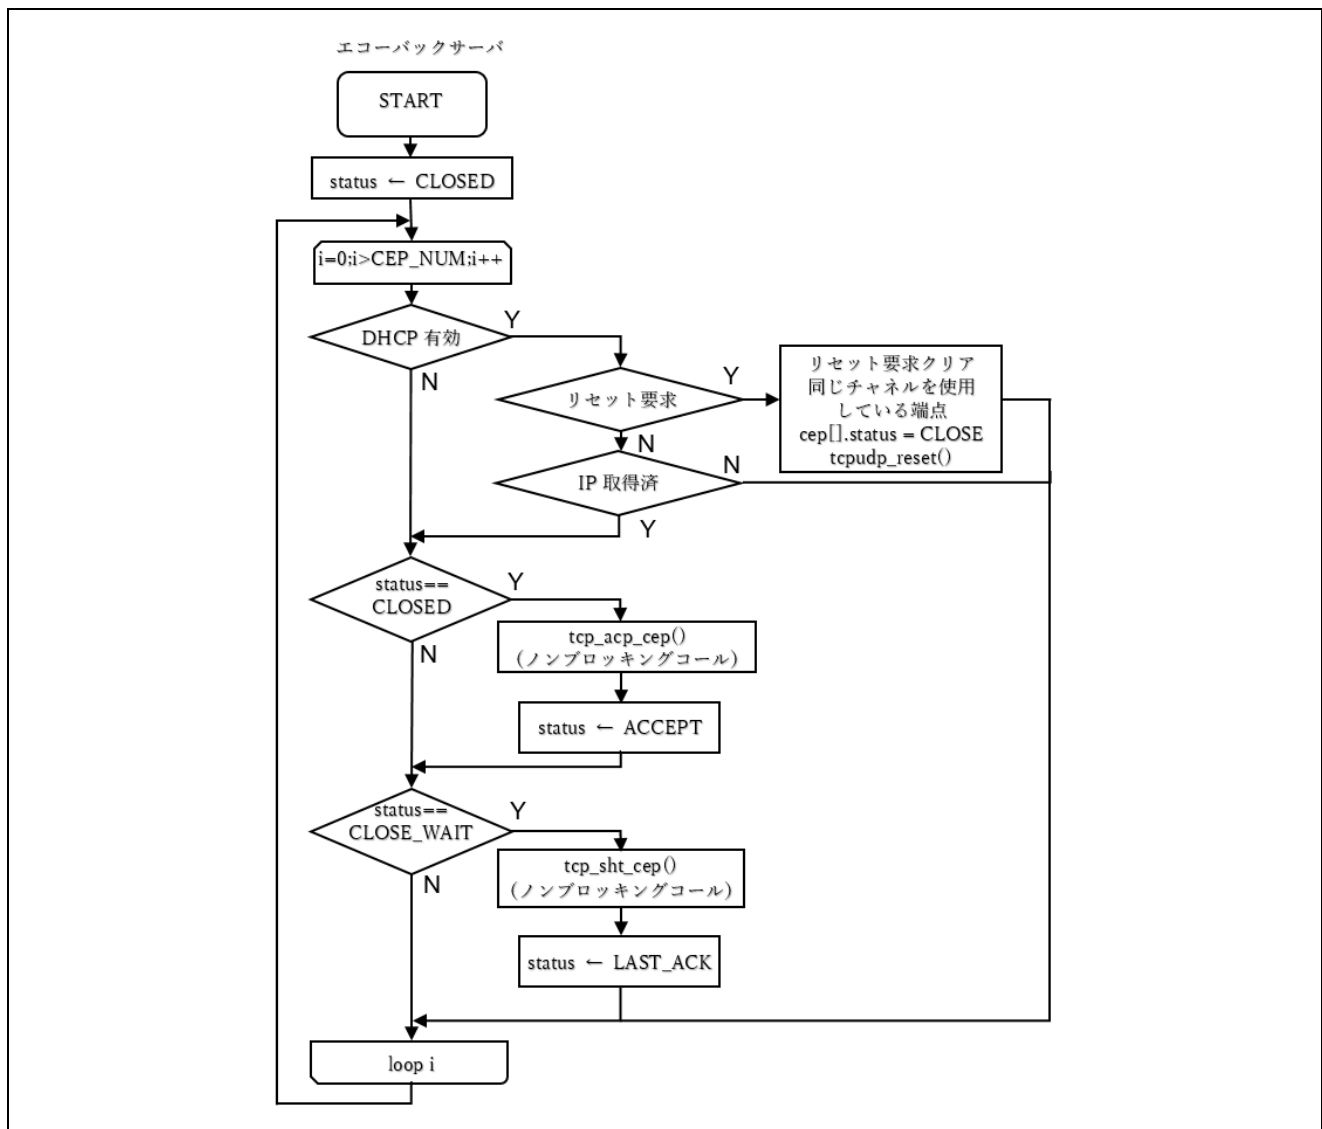 エコーバックサーバ
START
status ← CLOSED
i=0;i>CEP_NUM;i++
DHCP 有効
Y
N
リセット要求
Y
N
リセット要求クリア
同じチャネルを使用
している端点
cep[].status = CLOSE
tcpudp_reset()
IP 取得済
N
Y
status==
CLOSED
Y
N
tcp_acp_cep()
(ノンブロッキングコール)
status ← ACCEPT
status==
CLOSE_WAIT
Y
N
tcp_sht_cep()
(ノンブロッキングコール)
status ← LAST_ACK
loop i